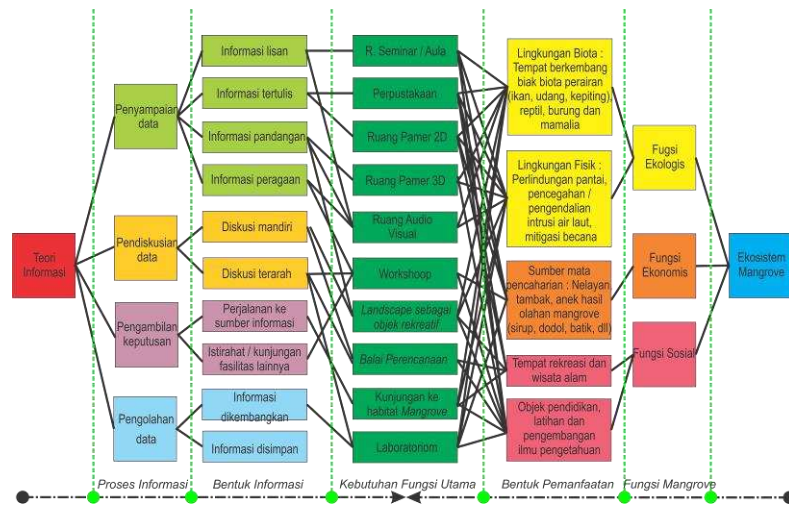 Teori
Informasi
Penyampaian
data
Pendiskusian
data
Pengambilan
keputusan
Pengolahan
data
Informasi lisan
Informasi tertulis
Informasi pandangan
Informasi peragaan
Diskusi mandiri
Diskusi terarah
Perjalanan ke
sumber informasi
Istirahat / kunjungan
fasilitas lainnya
Informasi
dikembangkan
Informasi disimpan
R. Seminar / Aula
Perpustakaan
Ruang Pamer 2D
Ruang Pamer 3D
Ruang Audio
Visual
Workshoop
Landscape sebagai
objek rekreatif
Balai Perencanaan
Kunjungan ke
habitat Mangrove
Laboratoriom
Lingkungan Biota :
Tempat berkembang
biak biota perairan
(ikan, udang, kepiting),
reptil, burung dan
mamalia
Lingkungan Fisik :
Perlindungan pantai,
pencegahan /
pengendalian
intrusi air laut,
mitigasi becana
Sumber mata
pencaharian : Nelayan,
tambak, anek hasil
olahan mangrove
(sirup, dodol, batik, dll)
Tempat rekreasi dan
wisata alam
Objek pendidikan,
latihan dan
pengembangan
ilmu pengetahuan
Fugsi
Ekologis
Fungsi
Ekonomis
Fungsi Sosial
Ekosistem
Mangrove
Proses Informasi
Bentuk Informasi
Kebutuhan Fungsi Utama
Bentuk Pemanfaatan
Fungsi Mangrove